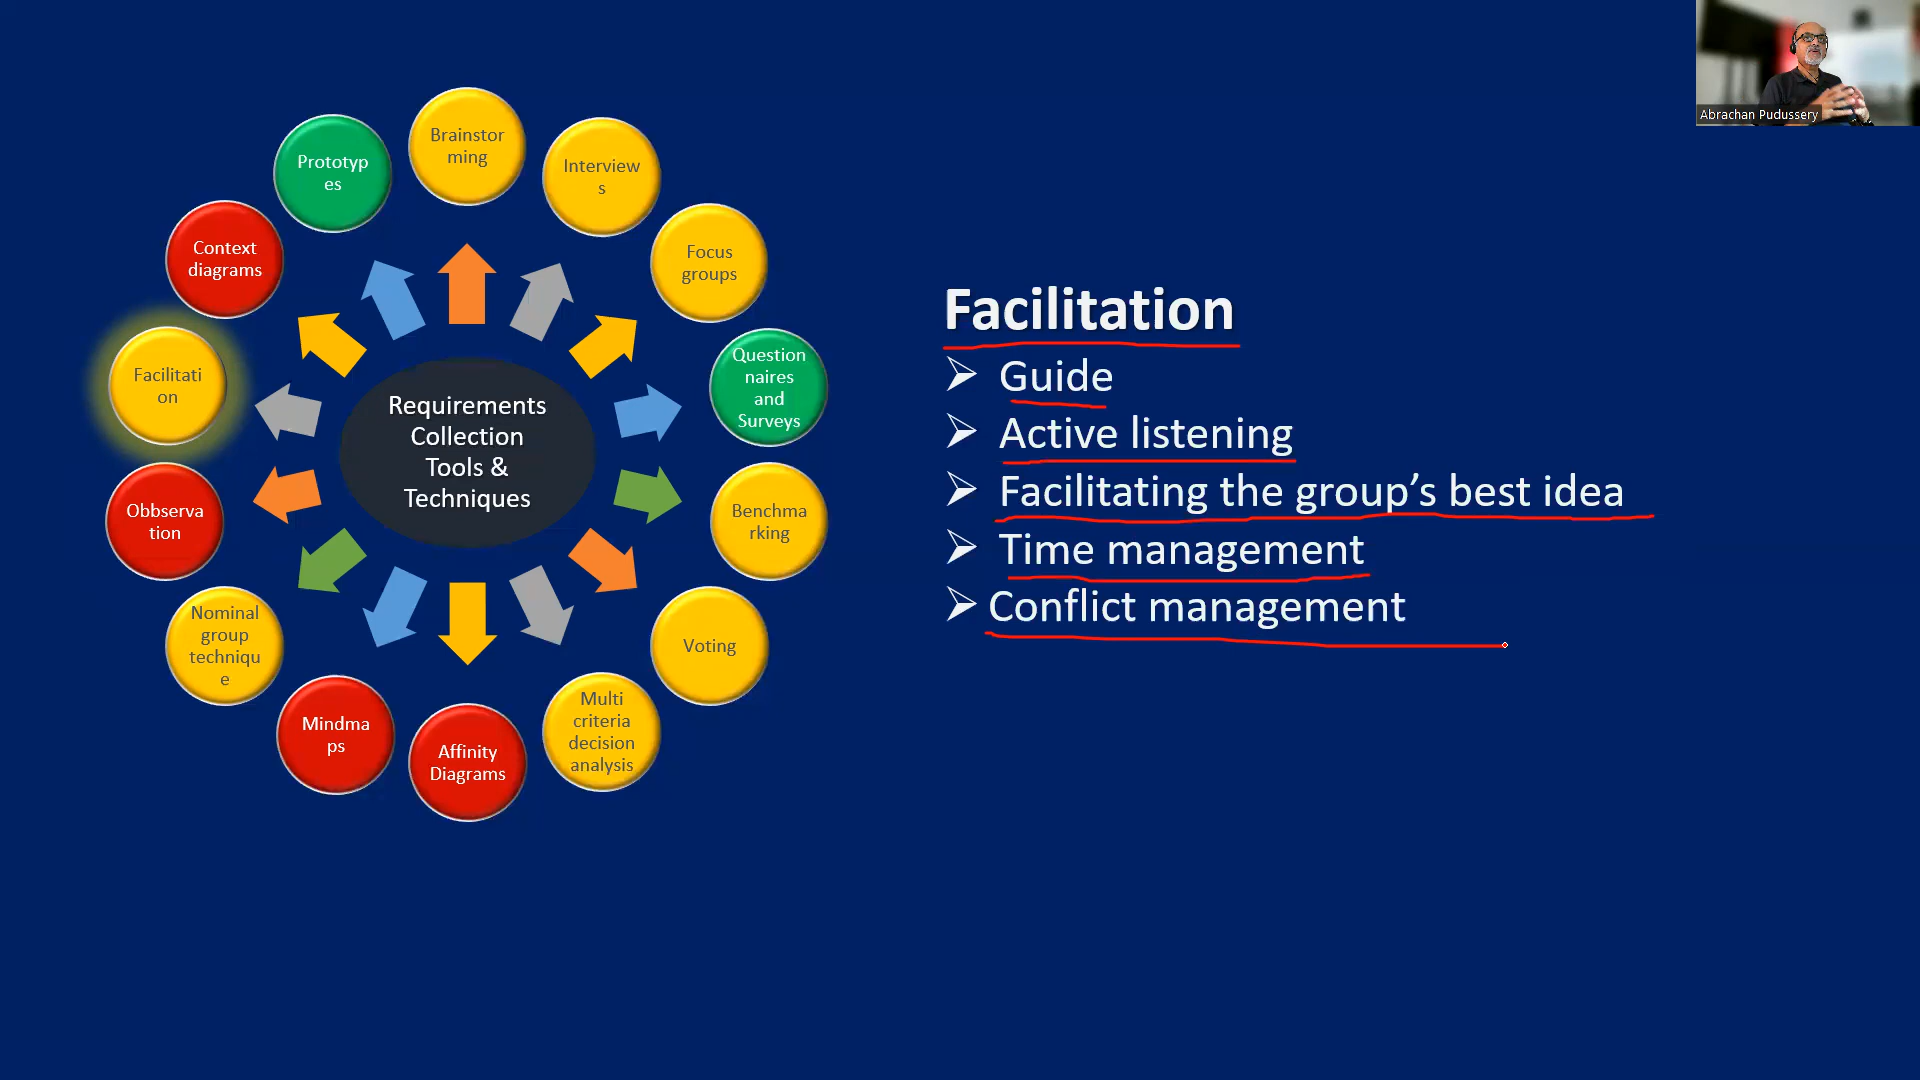 Brainstor
ming
Interview
s
Focus
groups
Question
naires
and
Surveys
Benchma
rking
Voting
Multi
criteria
decision
analysis
Affinity
Diagrams
Mindma
ps
Nominal
group
techniqu
e
Obbserva
tion
Facilitati
on
Context
diagrams
Prototyp
es
Requirements
Collection
Tools &
Techniques
Facilitation
Guide
Active listening
Facilitating the group’s best idea
Time management
Conflict management
Abrachan Pudussery